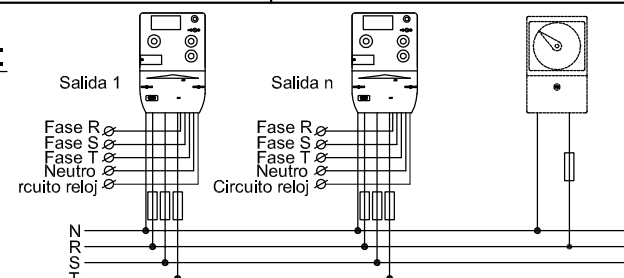 Salida 1
Fase R
Fase S
Fase T
Neutro
rcuito reloj
Salida n
Fase R
Fase S
Fase T
Neutro
Circuito reloj
N
R
S
T